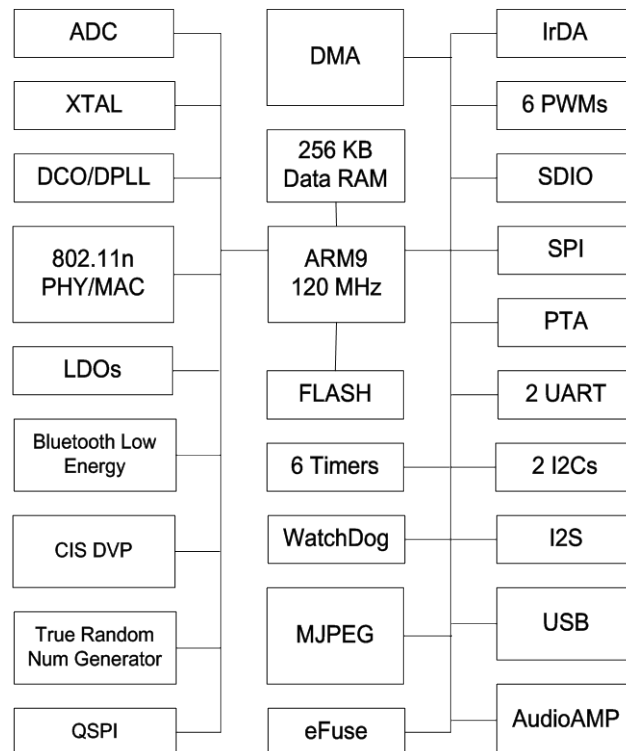 ADC
XTAL
DCO/DPLL
802.11n
PHY/MAC
LDOs
Bluetooth Low
Energy
CIS DVP
True Random
Num Generator
QSPI
DMA
256 KB
Data RAM
ARM9
120 MHz
FLASH
6 Timers
WatchDog
MJPEG
eFuse
IrDA
6 PWMs
SDIO
SPI
PTA
2 UART
2 I2Cs
I2S
USB
AudioAMP